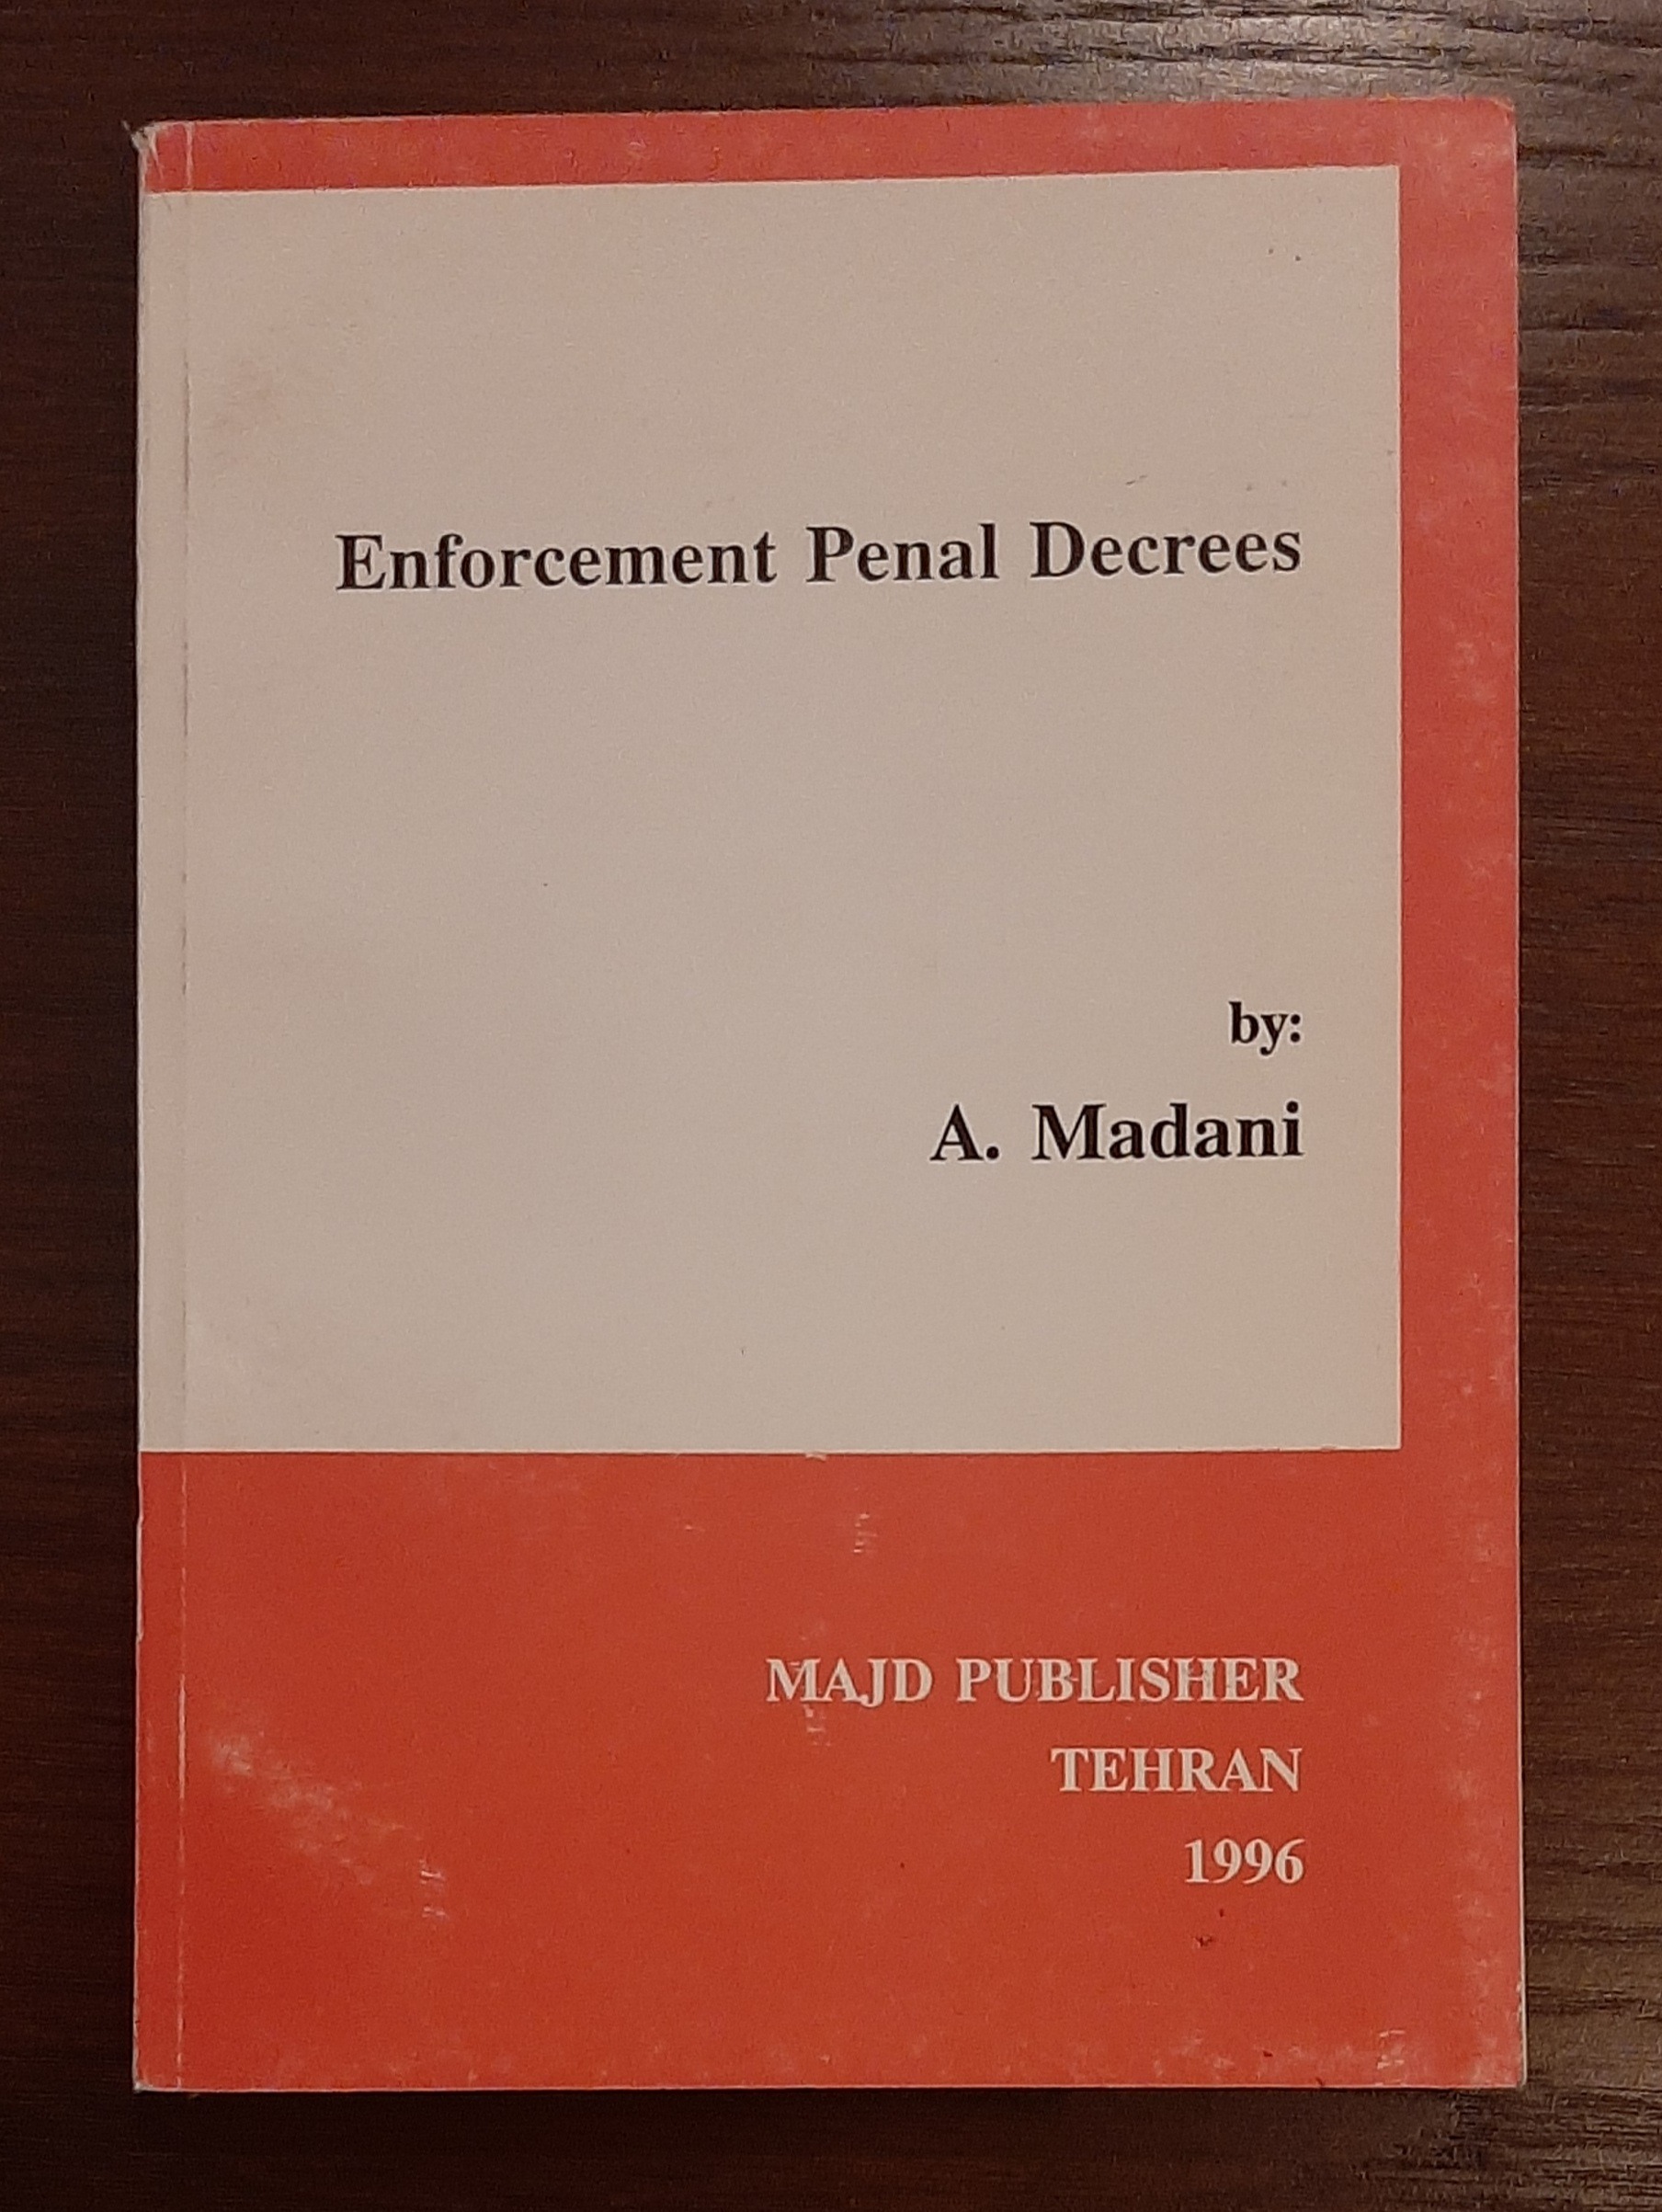 Enforcement Penal Decrees
by:
A. Madani
MAJD PUBLISHER
TEHRAN
1996